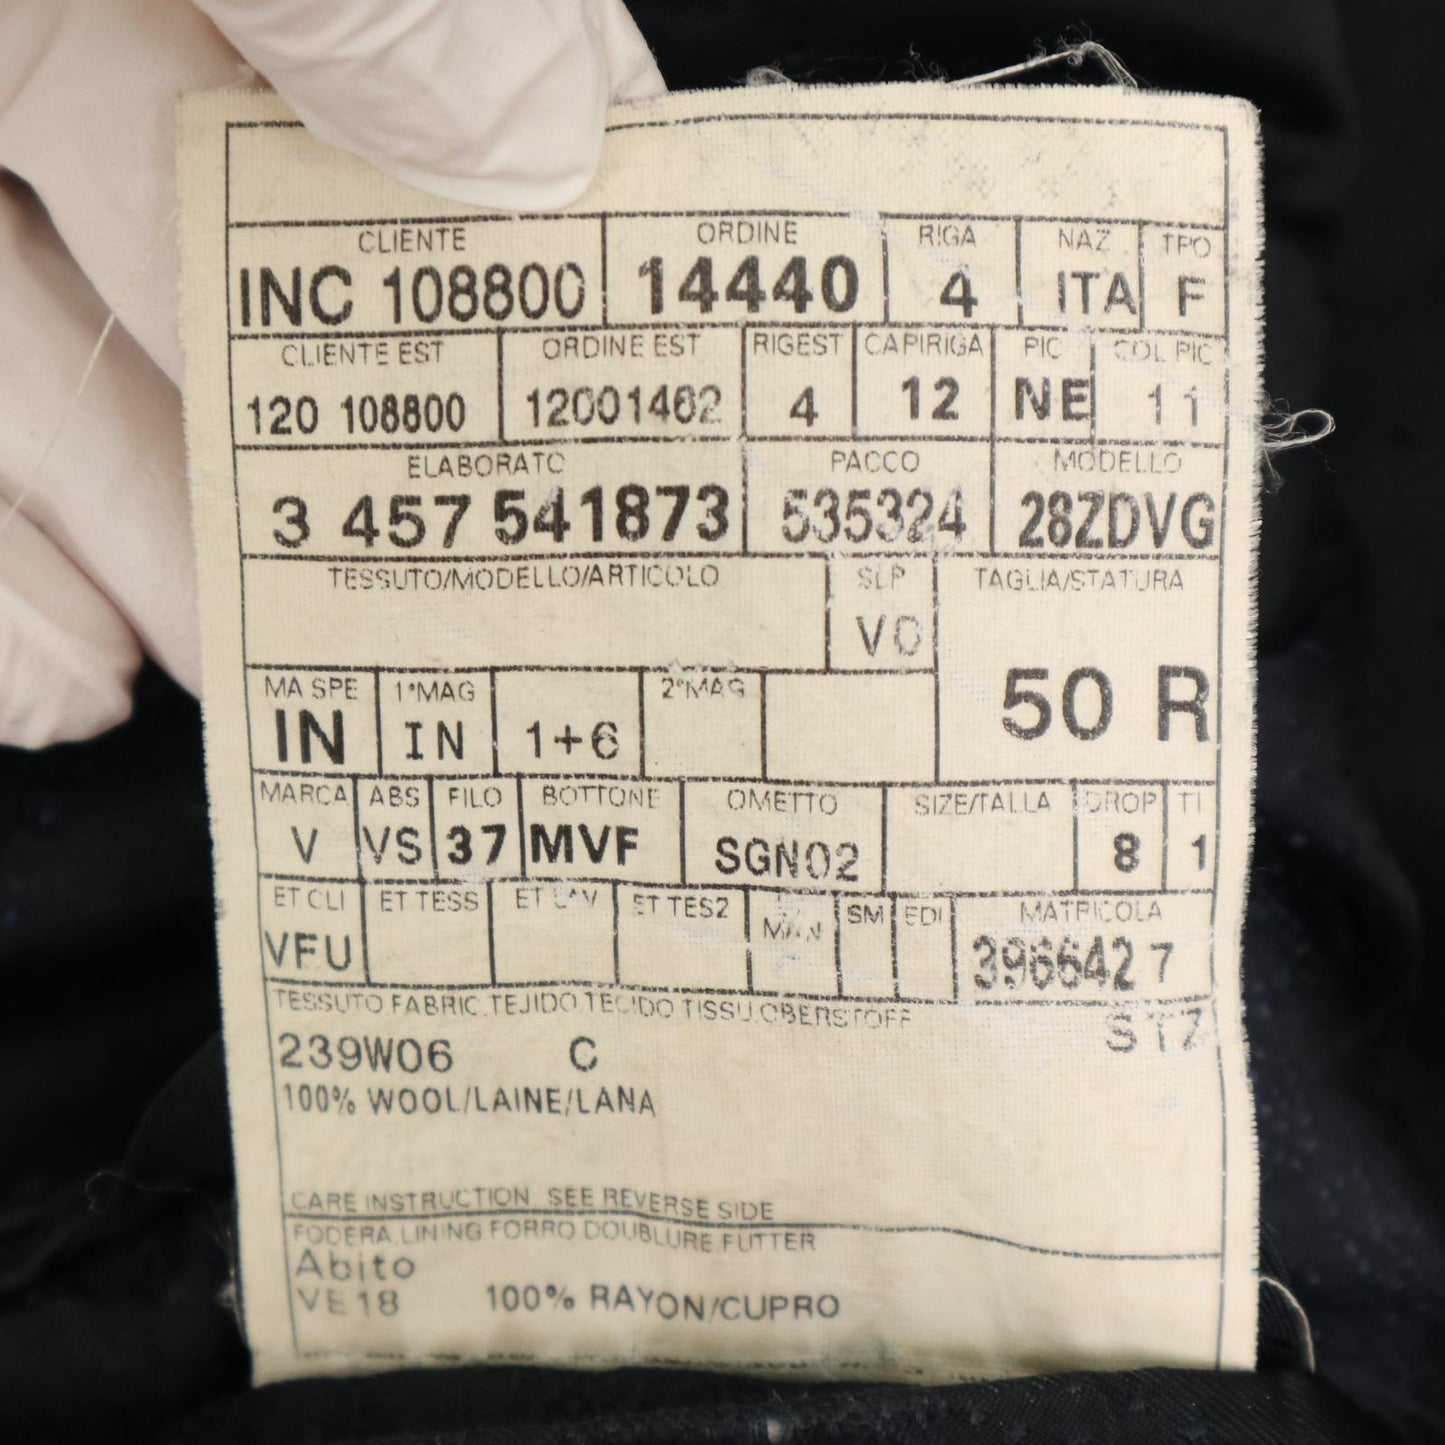 CLIENTE ORDINE RIGA NAZ TPO
INC 108800 14440 4 ITA F
CLIENTE EST ORDINE EST RIGEST CAPIRIGA PIC COL PIC
120 108800 12001462 4 12 NE 11
ELABORATO PACCO MODELLO
3 457 541873 535324 28ZDVG
TESSUTO/MODELLO/ARTICOLO SLP TAGLIA/STATURA
VO
50 R
MA SPE 1°MAG 2°MAG
IN IN 1+6
MARCA ABS FILO BOTTONE OMETTO SIZE/TALLA DROP TI
V VS 37 MVF SGN02 8 1
ET CLI ET TESS ET LAV ET TES2 MAN SM EDI MATRICOLA
VFU 396642 7
TESSUTO.FABRIC.TEJIDO.TECIDO.TISSU.OBERSTOFF
STZ
239W06 C
100% WOOL/LAINE/LANA
CARE INSTRUCTION: SEE REVERSE SIDE
FODERA.LINING.FORRO.DOUBLURE.FUTTER
Abito
VE18 100% RAYON/CUPRO